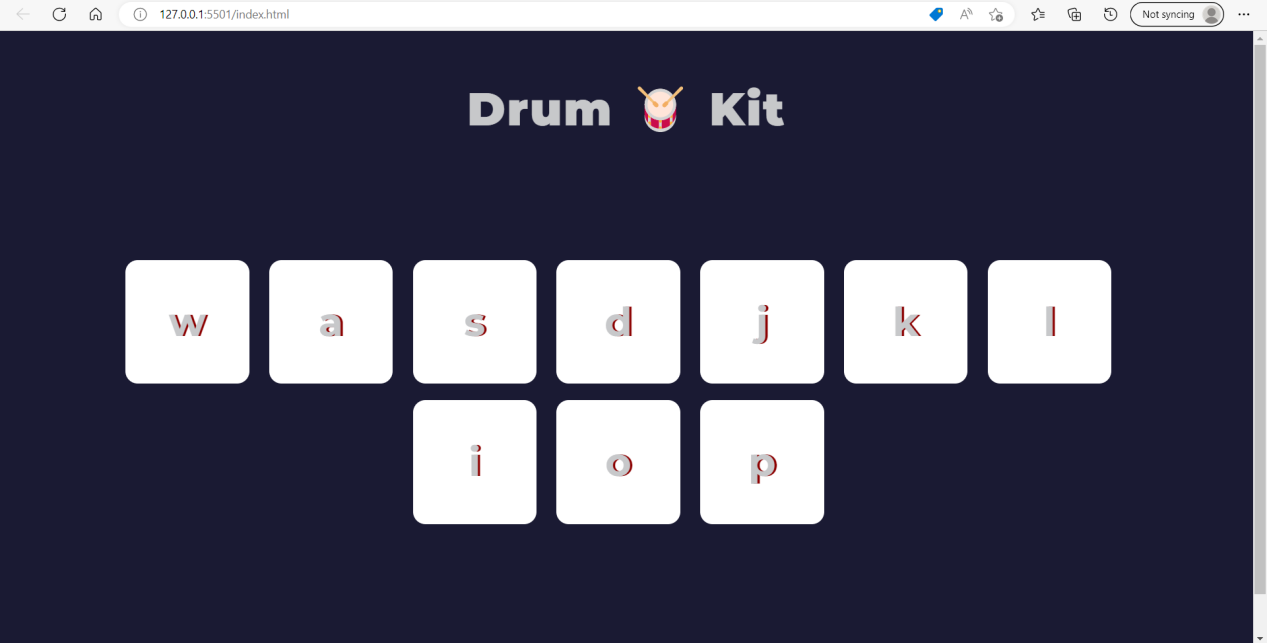 127.0.0.1:5501/index.html
Not syncing
Drum Kit
w a s d j k l
i o p